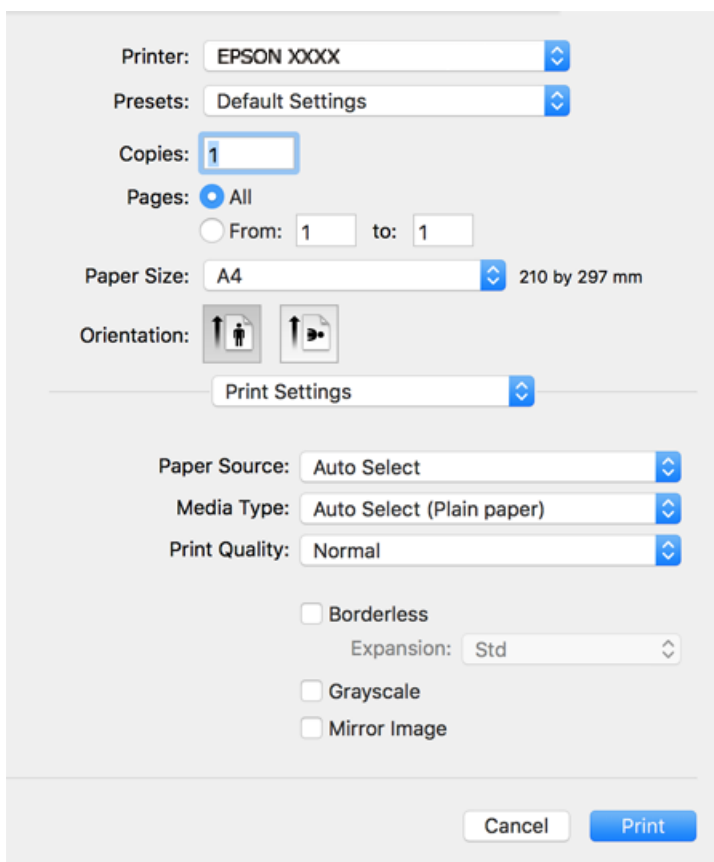 Printer: EPSON XXXX
Presets: Default Settings
Copies: 1
Pages: All
From: 1 to: 1
Paper Size: A4 210 by 297 mm
Orientation:
Print Settings
Paper Source: Auto Select
Media Type: Auto Select (Plain paper)
Print Quality: Normal
Borderless
Expansion: Std
Grayscale
Mirror Image
Cancel Print